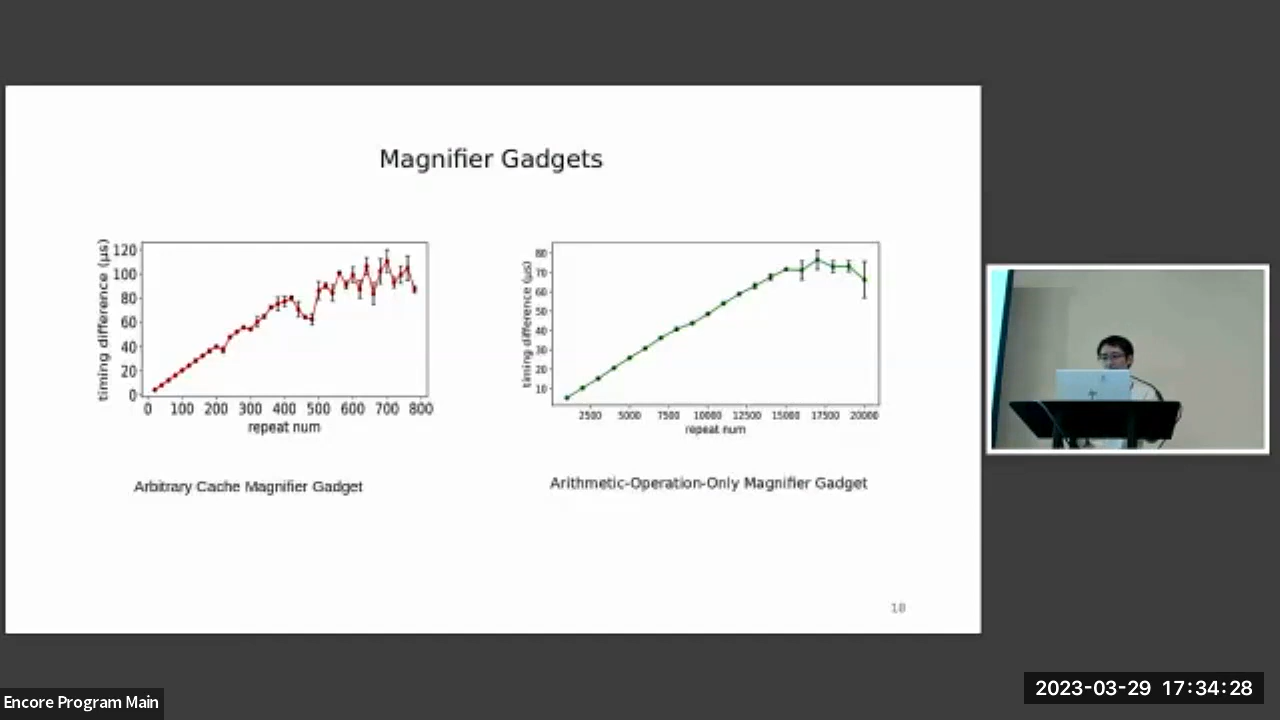 Magnifier Gadgets
timing difference (μs)
120
100
80
60
40
20
0
0 100 200 300 400 500 600 700 800
repeat num
Arbitrary Cache Magnifier Gadget
timing difference (μs)
80
70
60
50
40
30
20
10
2500 5000 7500 10000 12500 15000 17500 20000
repeat num
Arithmetic-Operation-Only Magnifier Gadget
18
Encore Program Main
2023-03-29 17:34:28